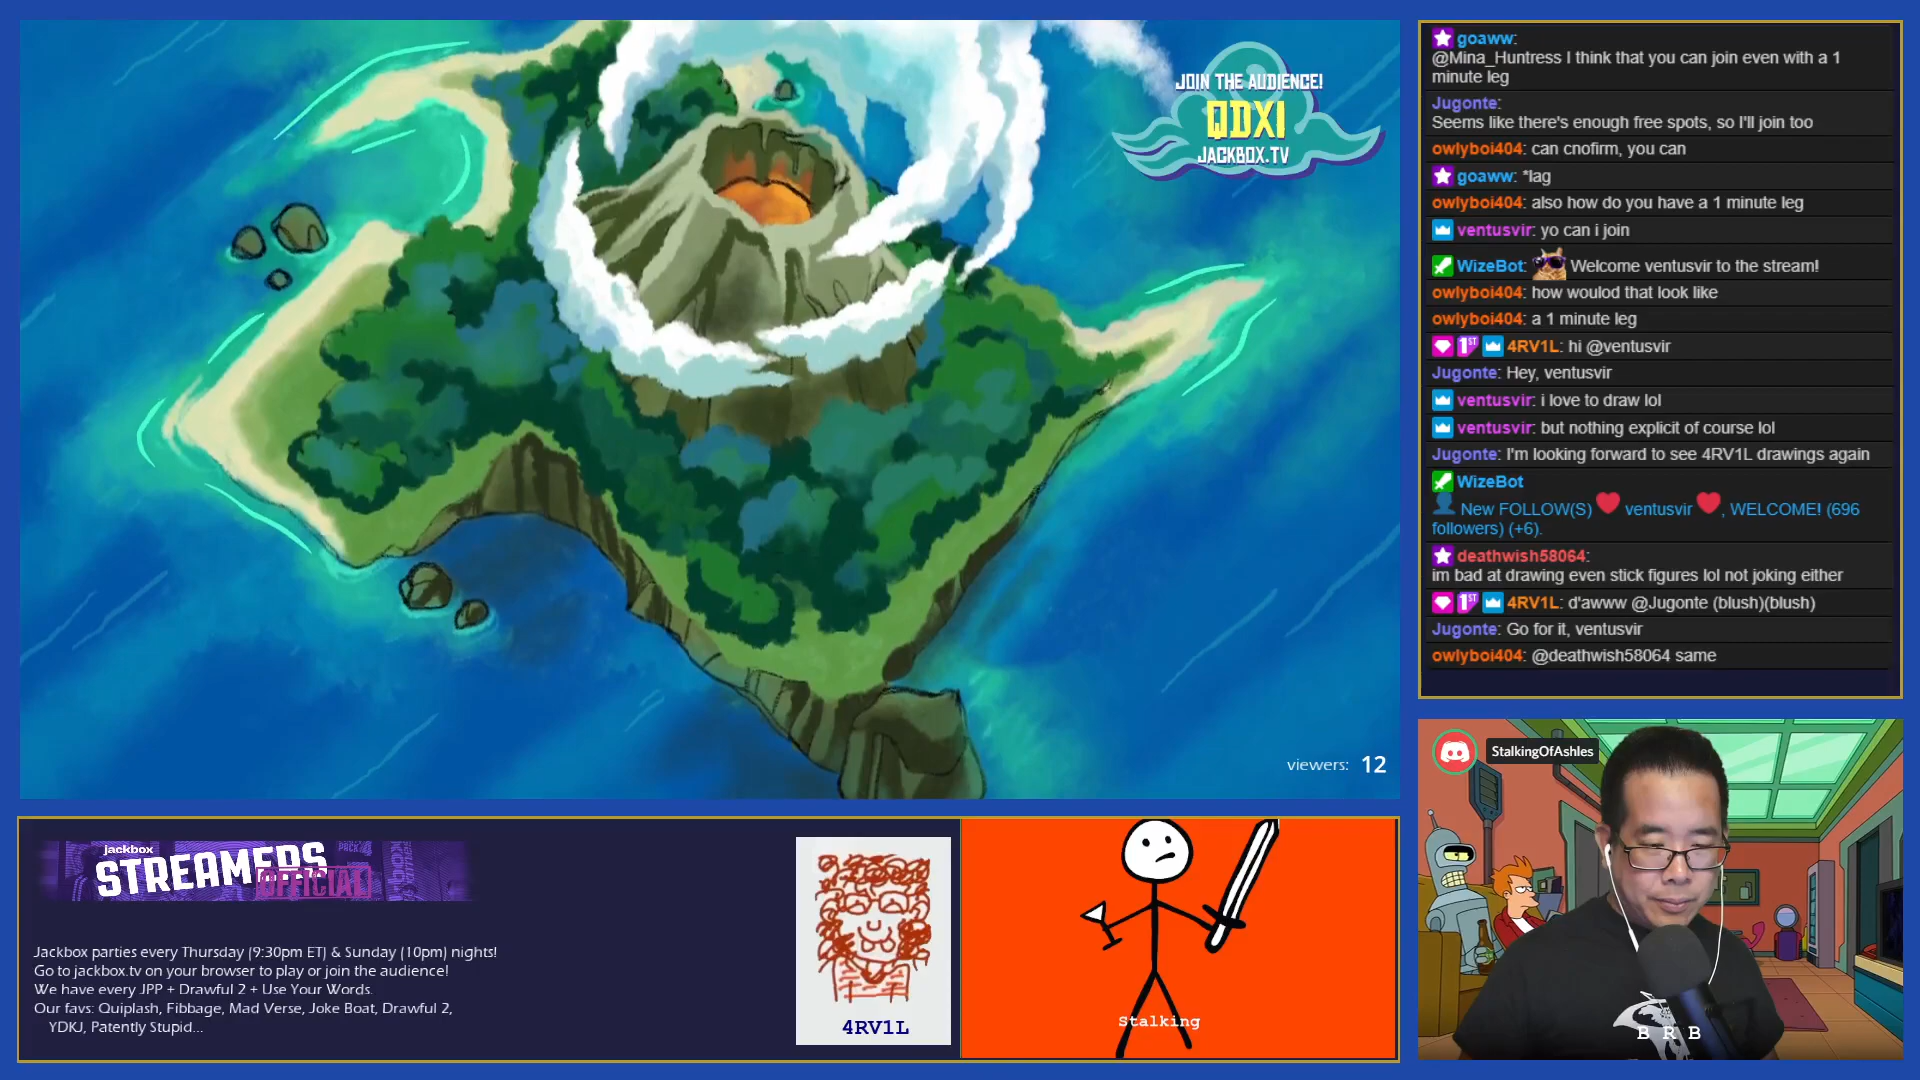 JOIN THE AUDIENCE!
QDXI
JACKBOX.TV
viewers: 12
goaww:
@Mina_Huntress I think that you can join even with a 1
minute leg
Jugonte:
Seems like there's enough free spots, so I'll join too
owlyboi404: can cnofirm, you can
goaww: *lag
owlyboi404: also how do you have a 1 minute leg
ventusvir: yo can i join
WizeBot: Welcome ventusvir to the stream!
owlyboi404: how woulod that look like
owlyboi404: a 1 minute leg
1ST 4RV1L: hi @ventusvir
Jugonte: Hey, ventusvir
ventusvir: i love to draw lol
ventusvir: but nothing explicit of course lol
Jugonte: I'm looking forward to see 4RV1L drawings again
WizeBot
New FOLLOW(S) ventusvir , WELCOME! (696
followers) (+6).
deathwish58064:
im bad at drawing even stick figures lol not joking either
1ST 4RV1L: d'awww @Jugonte (blush)(blush)
Jugonte: Go for it, ventusvir
owlyboi404: @deathwish58064 same
jackbox
STREAMERS
OFFICIAL
Jackbox parties every Thursday (9:30pm ET) & Sunday (10pm) nights!
Go to jackbox.tv on your browser to play or join the audience!
We have every JPP + Drawful 2 + Use Your Words.
Our favs: Quiplash, Fibbage, Mad Verse, Joke Boat, Drawful 2,
YDKJ, Patently Stupid...
4RV1L
Stalking
StalkingOfAshles
B R B